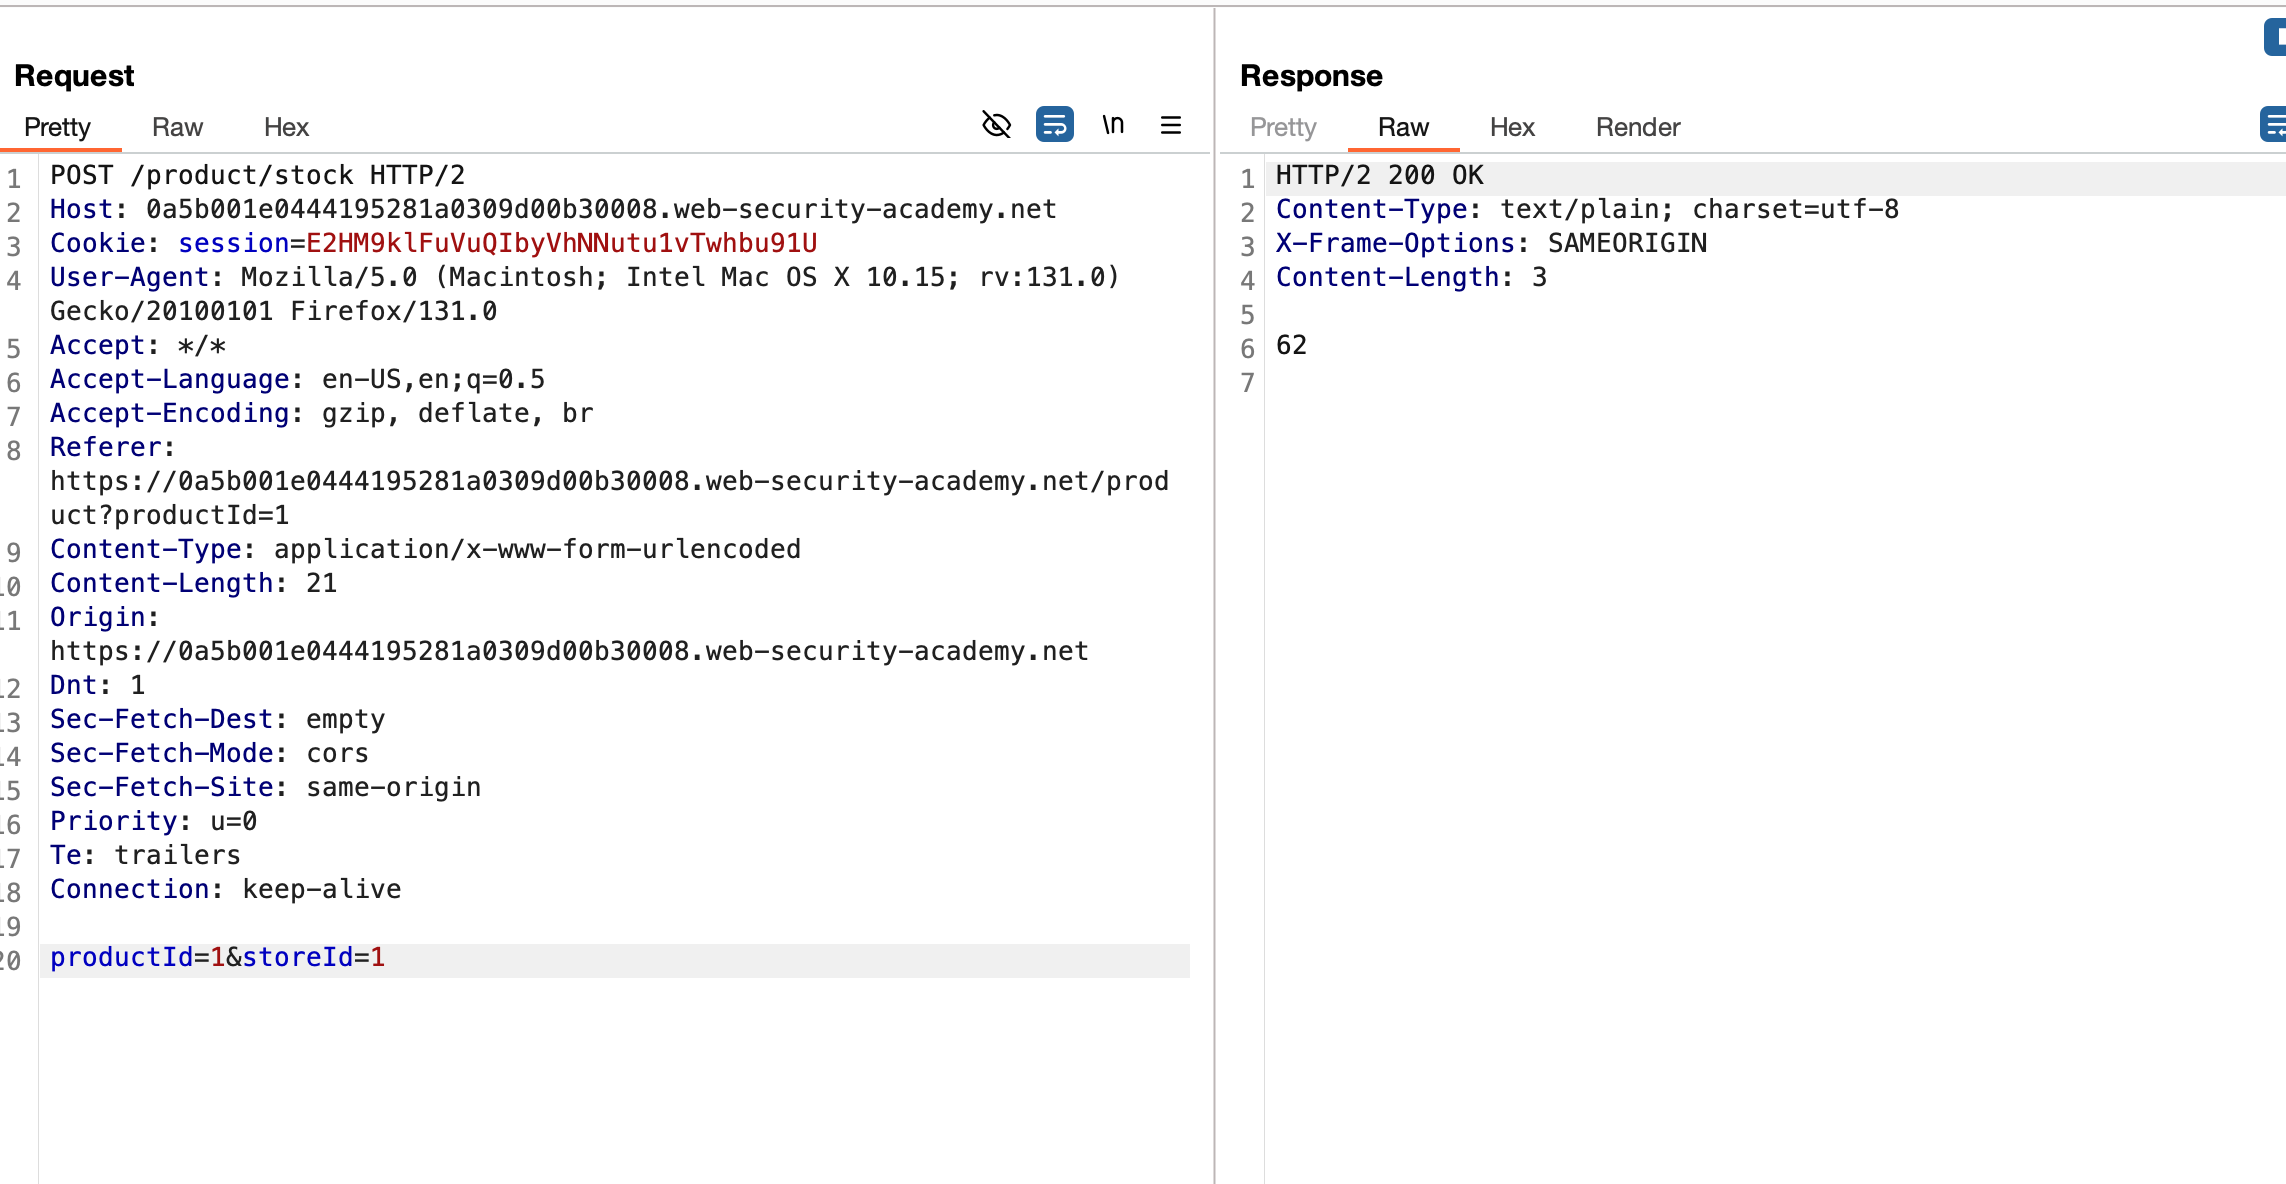 Request
Pretty Raw Hex
\n
1 POST /product/stock HTTP/2
2 Host: 0a5b001e0444195281a0309d00b30008.web-security-academy.net
3 Cookie: session=E2HM9klFuVuQIbyVhNNutu1vTwhbu91U
4 User-Agent: Mozilla/5.0 (Macintosh; Intel Mac OS X 10.15; rv:131.0)
Gecko/20100101 Firefox/131.0
5 Accept: */*
6 Accept-Language: en-US,en;q=0.5
7 Accept-Encoding: gzip, deflate, br
8 Referer:
https://0a5b001e0444195281a0309d00b30008.web-security-academy.net/prod
uct?productId=1
9 Content-Type: application/x-www-form-urlencoded
10 Content-Length: 21
11 Origin:
https://0a5b001e0444195281a0309d00b30008.web-security-academy.net
12 Dnt: 1
13 Sec-Fetch-Dest: empty
14 Sec-Fetch-Mode: cors
15 Sec-Fetch-Site: same-origin
16 Priority: u=0
17 Te: trailers
18 Connection: keep-alive
19
20 productId=1&storeId=1
Response
Pretty Raw Hex Render
1 HTTP/2 200 OK
2 Content-Type: text/plain; charset=utf-8
3 X-Frame-Options: SAMEORIGIN
4 Content-Length: 3
5
6 62
7